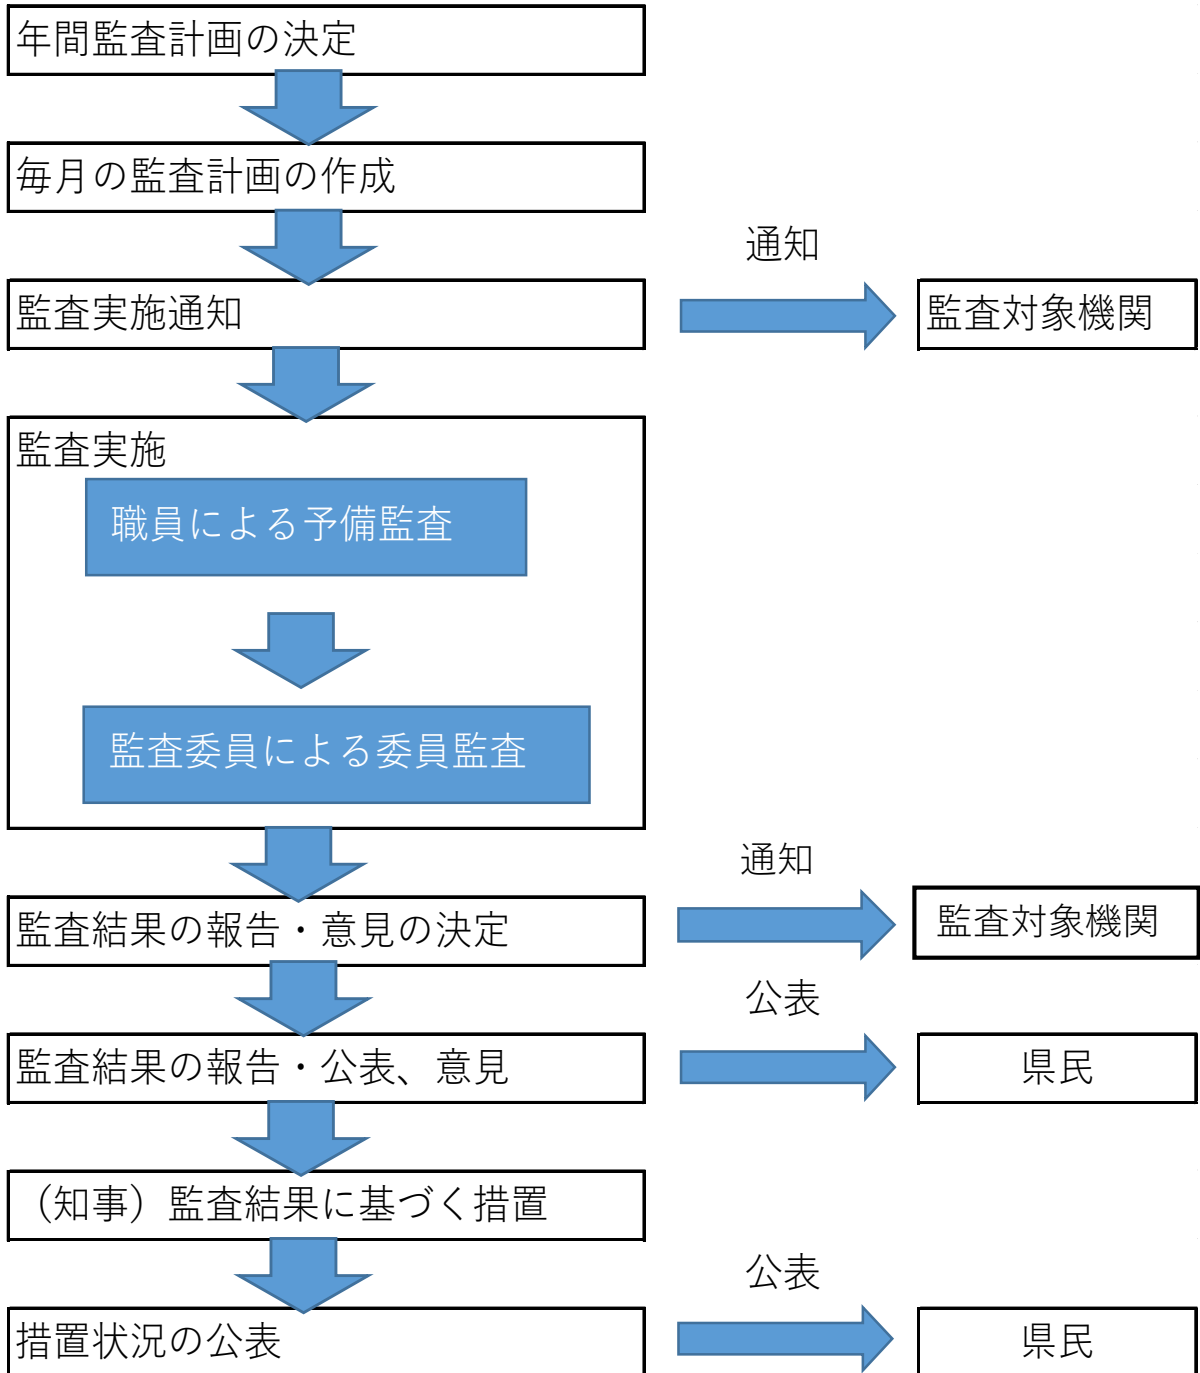 年間監査計画の決定
毎月の監査計画の作成
通知
監査実施通知
監査対象機関
監査実施
職員による予備監査
監査委員による委員監査
通知
監査結果の報告・意見の決定
監査対象機関
公表
監査結果の報告・公表、意見
県民
（知事）監査結果に基づく措置
公表
措置状況の公表
県民